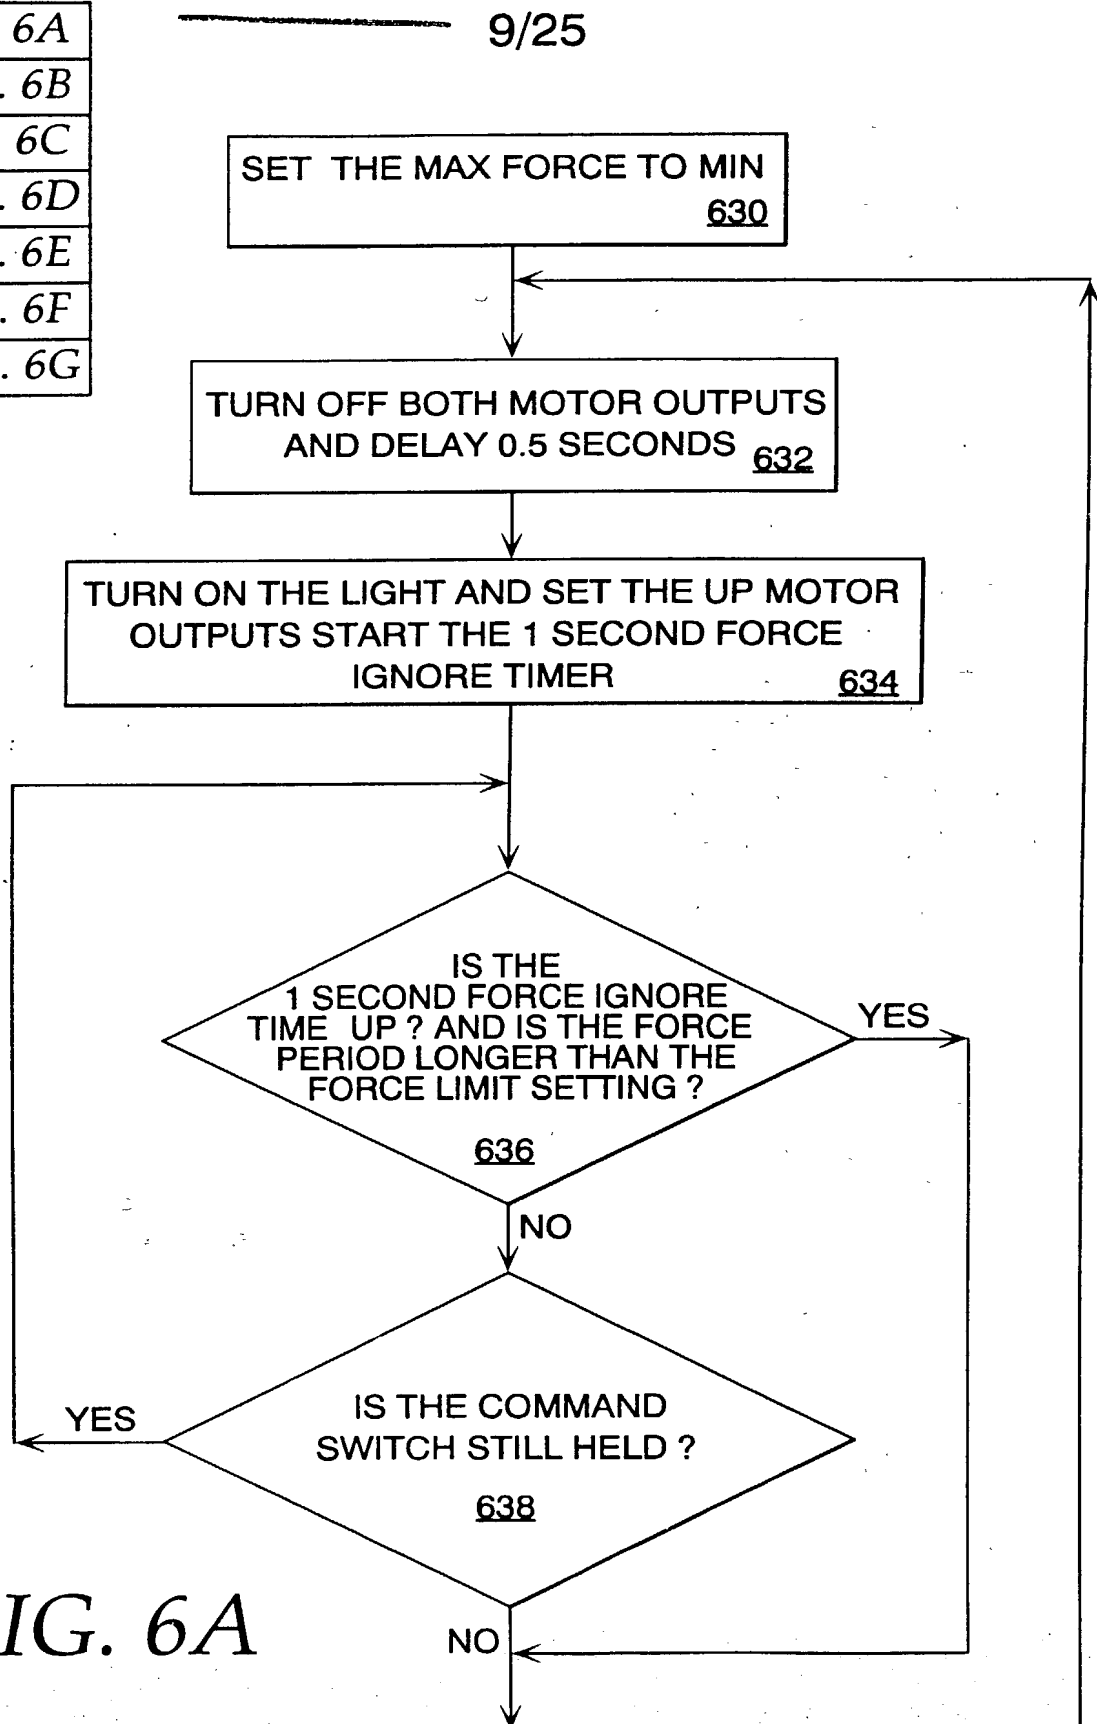 6A
9/25
. 6B
6C
. 6D
. 6E
. 6F
. 6G
SET THE MAX FORCE TO MIN
630
TURN OFF BOTH MOTOR OUTPUTS
AND DELAY 0.5 SECONDS 632
TURN ON THE LIGHT AND SET THE UP MOTOR
OUTPUTS START THE 1 SECOND FORCE
IGNORE TIMER 634
IS THE
1 SECOND FORCE IGNORE
TIME UP ? AND IS THE FORCE
PERIOD LONGER THAN THE
FORCE LIMIT SETTING ?
636
YES
NO
IS THE COMMAND
SWITCH STILL HELD ?
638
YES
NO
IG. 6A